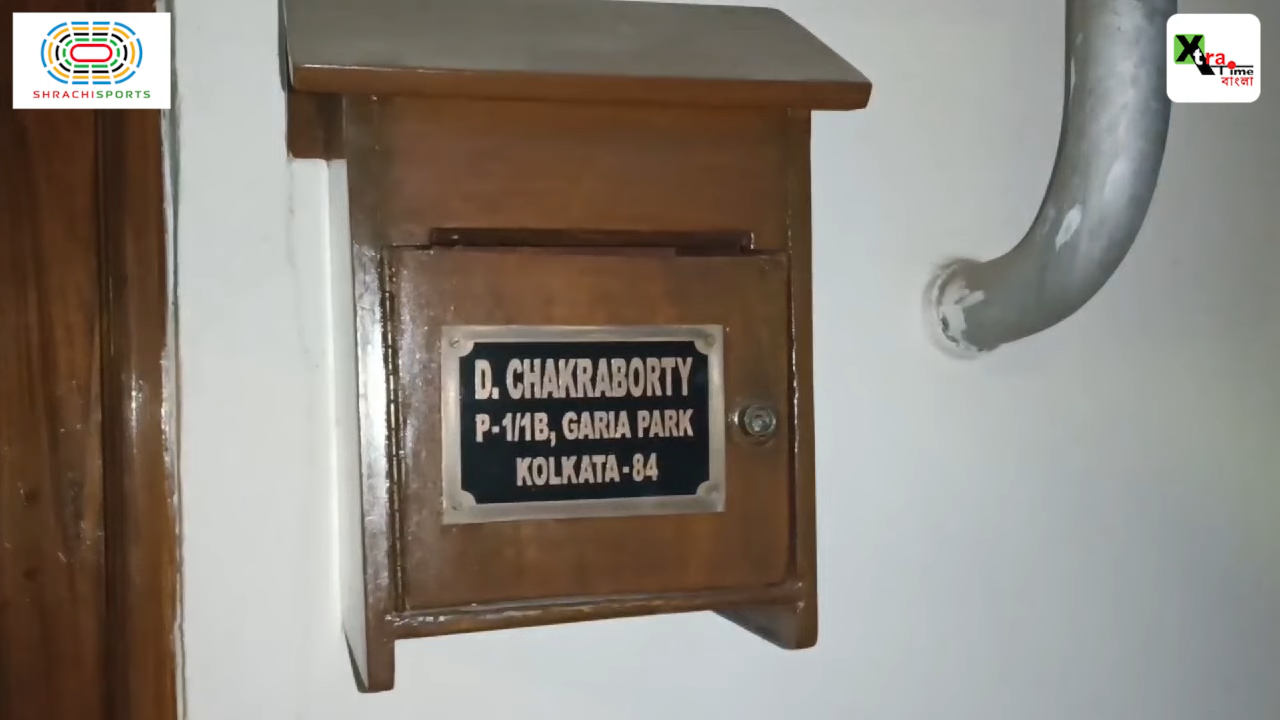 SHRACHISPORTS
Xtra
Time
বাংলা
D. CHAKRABORTY
P-1/1B, GARIA PARK
KOLKATA-84